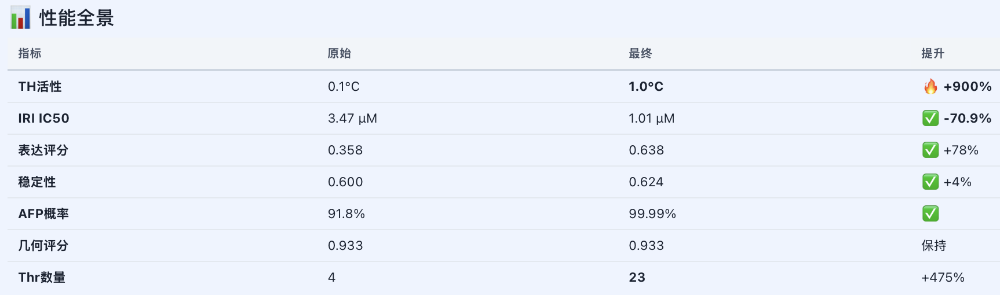 📊 性能全景
指标 原始 最终 提升
TH活性 0.1°C 1.0°C 🔥 +900%
IRI IC50 3.47 μM 1.01 μM ✅ -70.9%
表达评分 0.358 0.638 ✅ +78%
稳定性 0.600 0.624 ✅ +4%
AFP概率 91.8% 99.99% ✅
几何评分 0.933 0.933 保持
Thr数量 4 23 +475%